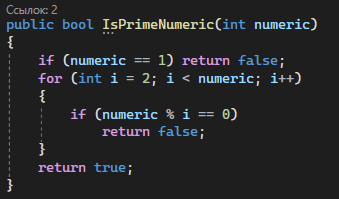 Ссылок: 2
public bool IsPrimeNumeric(int numeric)
{
    if (numeric == 1) return false;
    for (int i = 2; i < numeric; i++)
    {
        if (numeric % i == 0)
            return false;
    }
    return true;
}